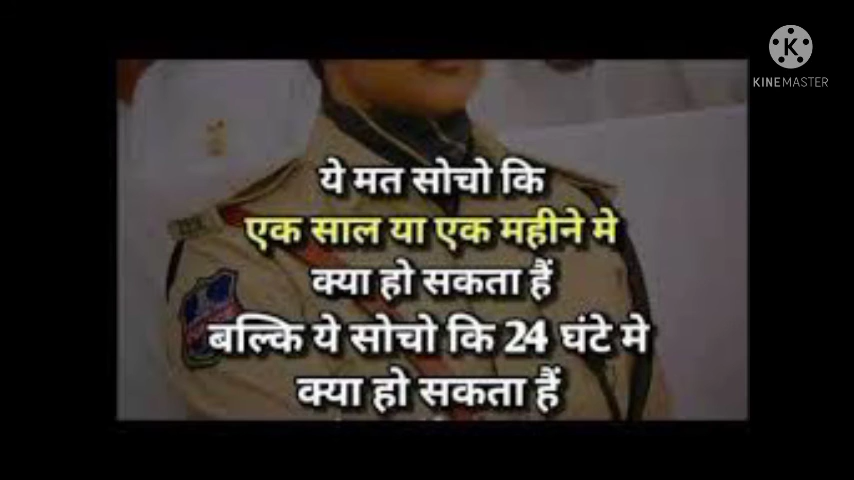 KINEMASTER
ये मत सोचो कि
एक साल या एक महीने मे
क्या हो सकता हैं
बल्कि ये सोचो कि 24 घंटे मे
क्या हो सकता हैं